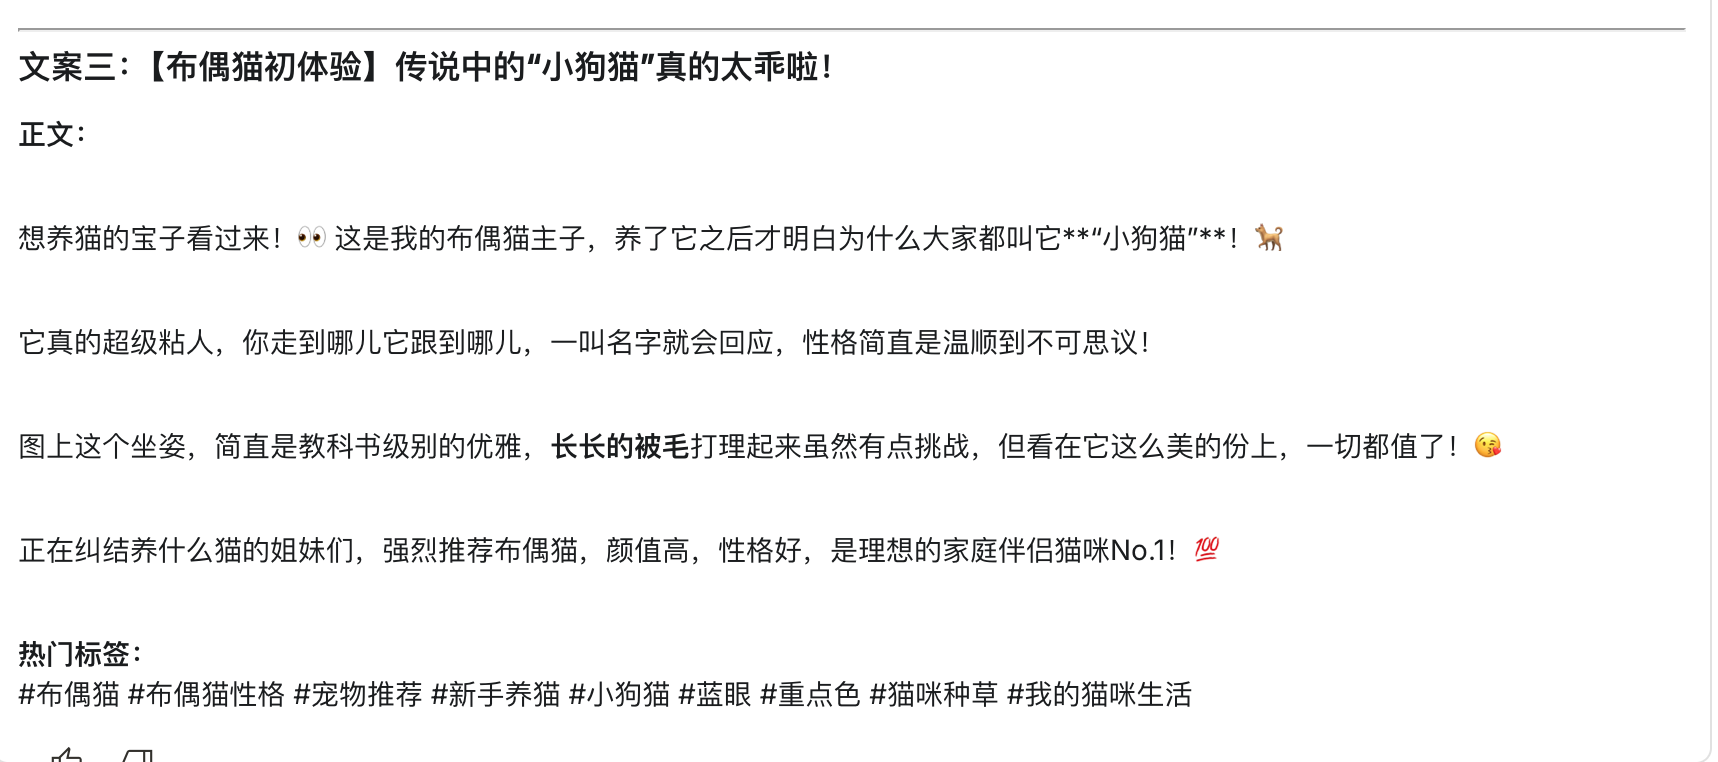 文案三：【布偶猫初体验】传说中的“小狗猫”真的太乖啦！
正文：
想养猫的宝子看过来！👀 这是我的布偶猫主子，养了它之后才明白为什么大家都叫它**“小狗猫”**！🐕
它真的超级粘人，你走到哪儿它跟到哪儿，一叫名字就会回应，性格简直是温顺到不可思议！
图上这个坐姿，简直是教科书级别的优雅，长长的被毛打理起来虽然有点挑战，但看在它这么美的份上，一切都值了！😘
正在纠结养什么猫的姐妹们，强烈推荐布偶猫，颜值高，性格好，是理想的家庭伴侣猫咪No.1！💯
热门标签：
#布偶猫 #布偶猫性格 #宠物推荐 #新手养猫 #小狗猫 #蓝眼 #重点色 #猫咪种草 #我的猫咪生活